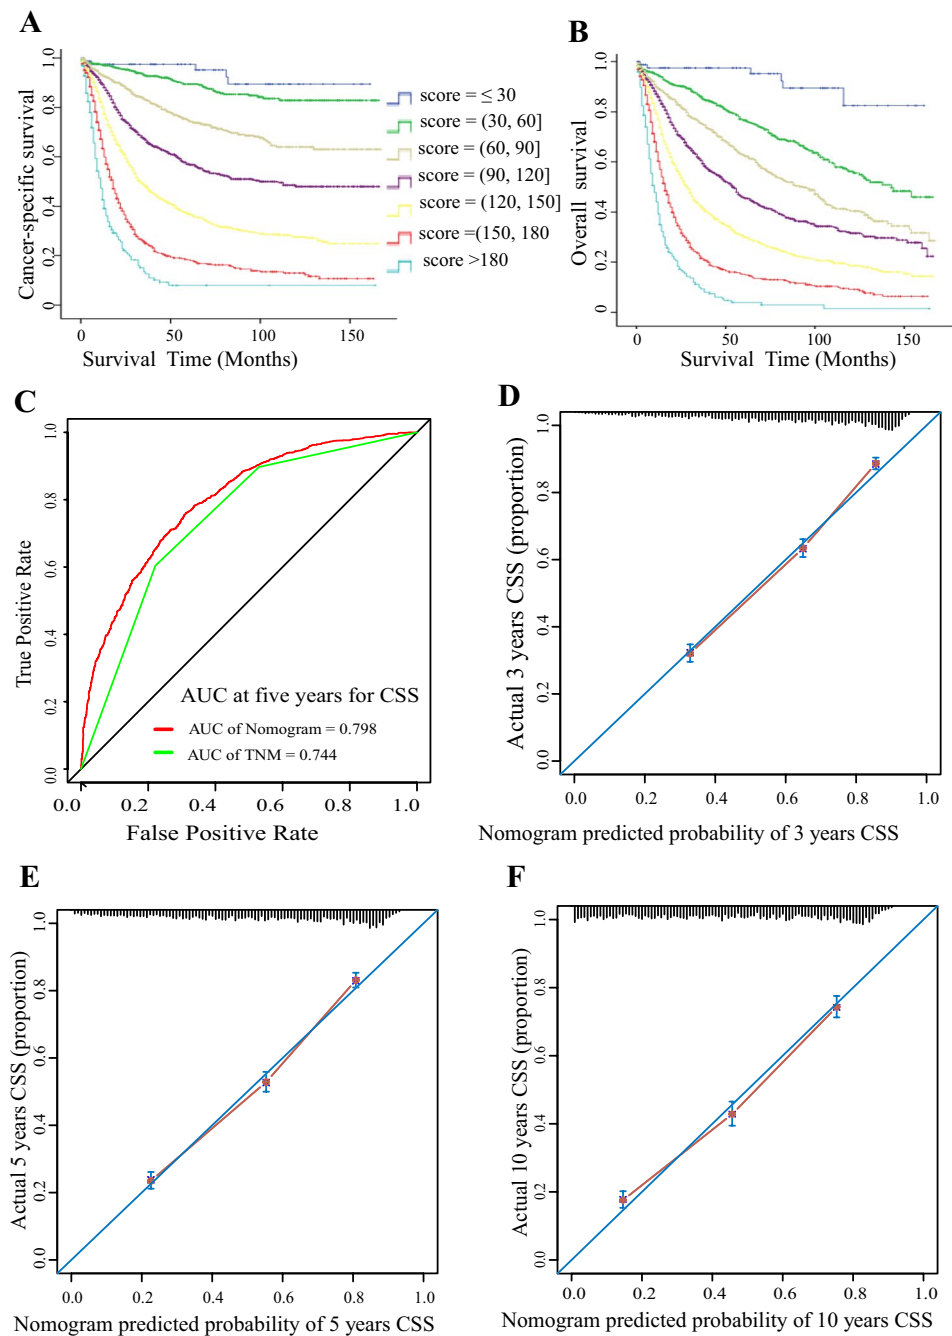 A
B
1.0
0.8
0.6
0.4
0.2
0
Cancer-specific survival
0
50
100
150
Survival Time (Months)
score = ≤ 30
score = (30, 60]
score = (60, 90]
score = (90, 120]
score = (120, 150]
score =(150, 180
score >180
1.0
0.8
0.6
0.4
0.2
0
Overall survival
0
50
100
150
Survival Time (Months)
C
1.0
0.8
0.6
0.4
0.2
0.0
True Positive Rate
AUC at five years for CSS
AUC of Nomogram = 0.798
AUC of TNM = 0.744
0.0 0.2 0.4 0.6 0.8 1.0
False Positive Rate
D
1.0
0.8
0.6
0.4
0.2
0.0
Actual 3 years CSS (proportion)
0.0 0.2 0.4 0.6 0.8 1.0
Nomogram predicted probability of 3 years CSS
E
1.0
0.8
0.6
0.4
0.2
0.0
Actual 5 years CSS (proportion)
0.0 0.2 0.4 0.6 0.8 1.0
Nomogram predicted probability of 5 years CSS
F
1.0
0.8
0.6
0.4
0.2
0.0
Actual 10 years CSS (proportion)
0.0 0.2 0.4 0.6 0.8 1.0
Nomogram predicted probability of 10 years CSS